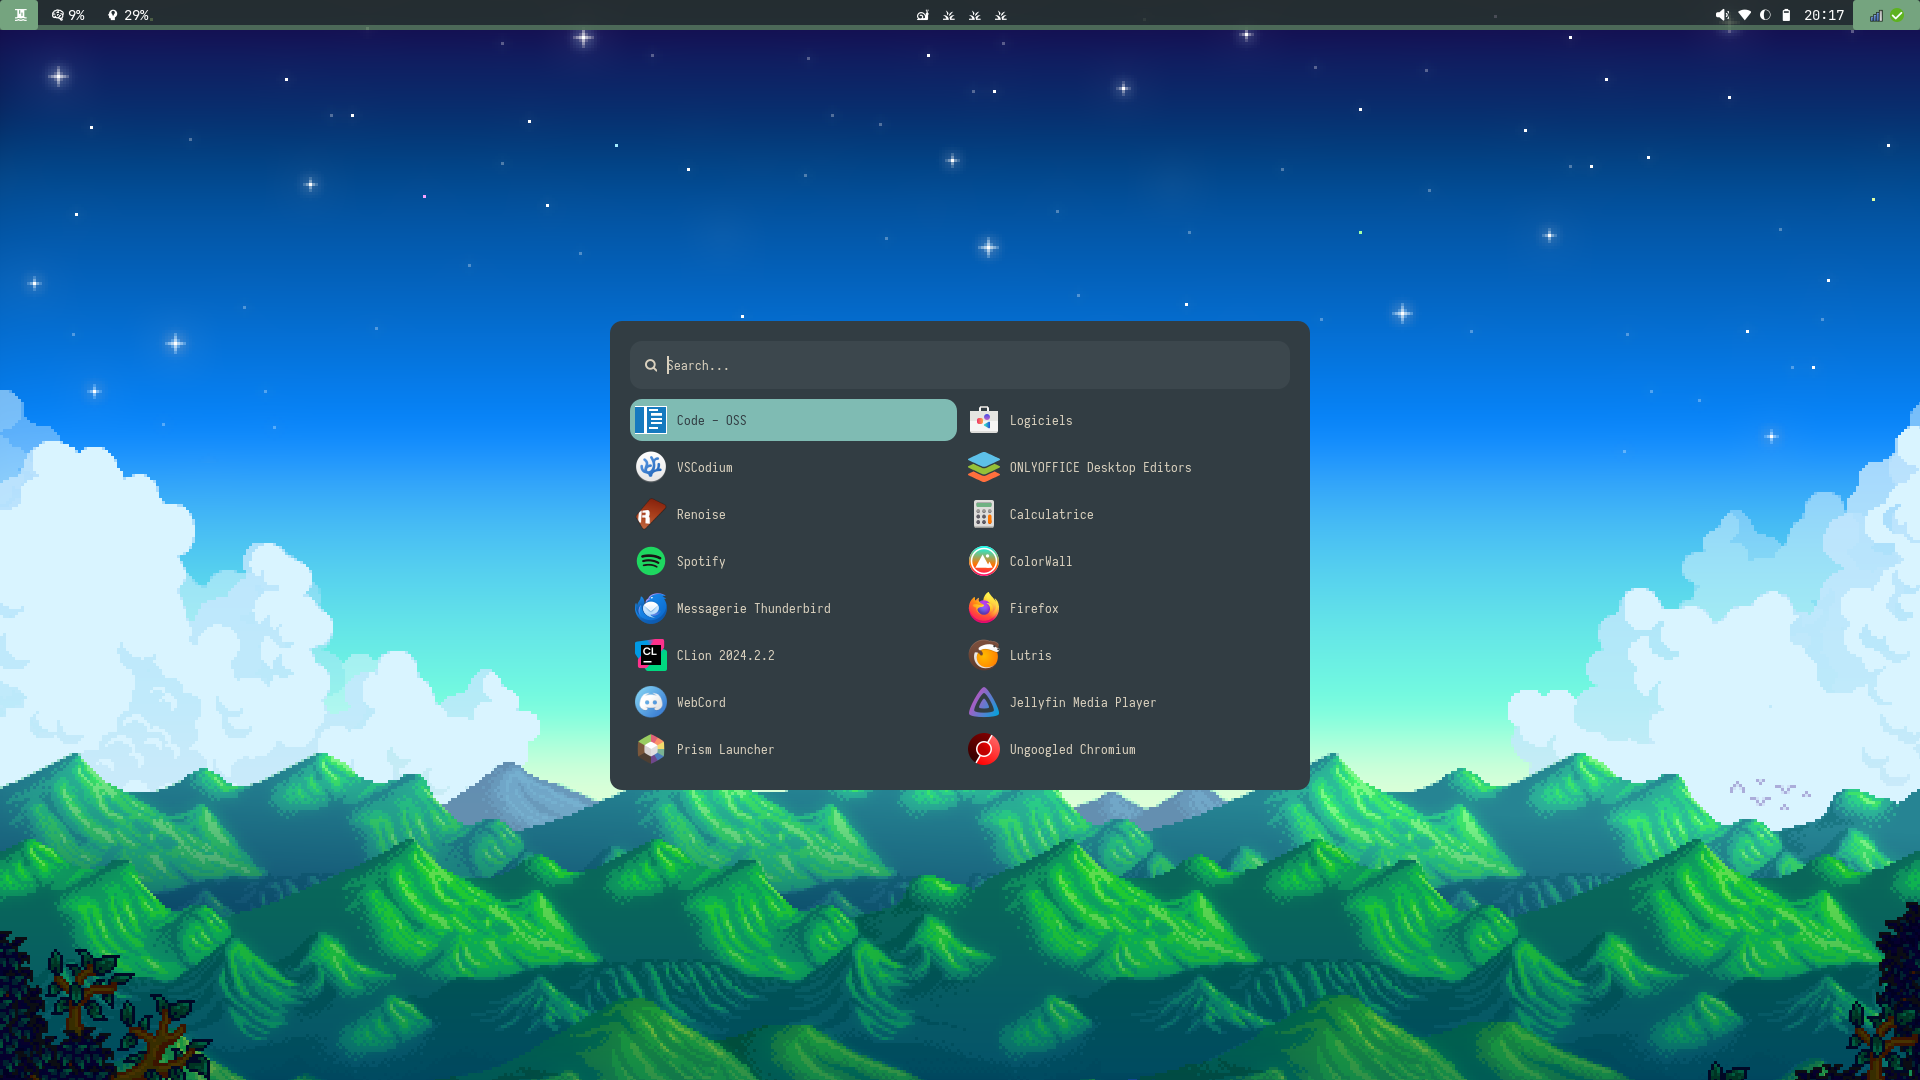 9%
29%
20:17
Search...
Code - OSS
Logiciels
VSCodium
ONLYOFFICE Desktop Editors
Renoise
Calculatrice
Spotify
ColorWall
Messagerie Thunderbird
Firefox
CL
CLion 2024.2.2
Lutris
WebCord
Jellyfin Media Player
Prism Launcher
Ungoogled Chromium